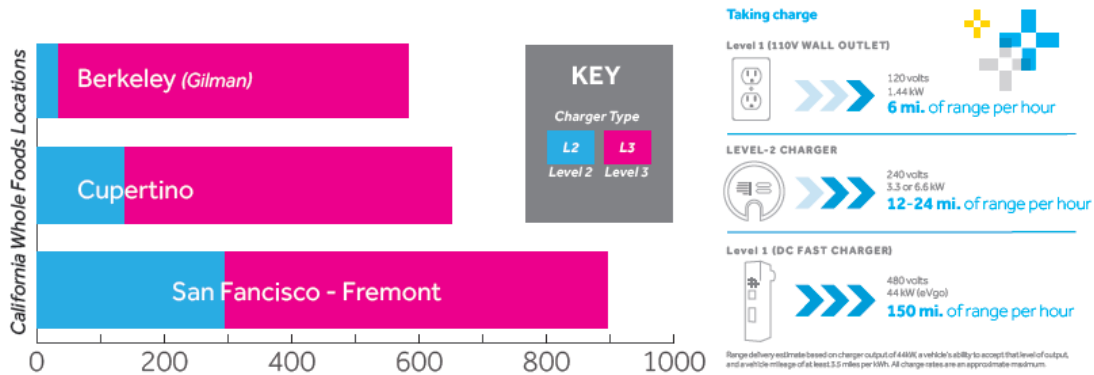 California Whole Foods Locations
Berkeley (Gilman)
Cupertino
San Fancisco - Fremont
0 200 400 600 800 1000
KEY
Charger Type
L2 L3
Level 2 Level 3
Taking charge
Level 1 (110V WALL OUTLET)
120 volts
1.44 kW
6 mi. of range per hour
LEVEL-2 CHARGER
240 volts
3.3 or 6.6 kW
12-24 mi. of range per hour
Level 1 (DC FAST CHARGER)
480 volts
44 kW (eVgo)
150 mi. of range per hour
Range delivery estimate based on charger output of 44kW, a vehicle's ability to accept that level of output,
and a vehicle mileage of at least 3.5 miles per kWh. All charge rates are an approximate maximum.